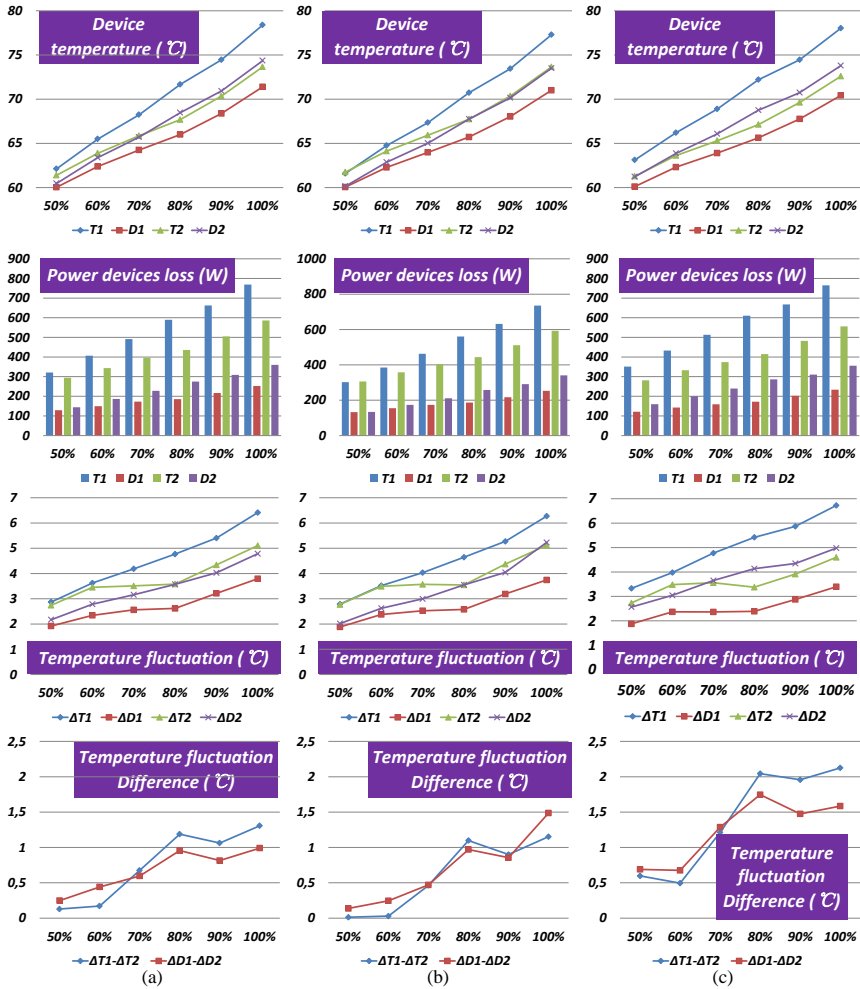 Device
temperature (℃)
80
75
70
65
60
50% 60% 70% 80% 90% 100%
T1 D1 T2 D2
Device
temperature (℃)
80
75
70
65
60
50% 60% 70% 80% 90% 100%
T1 D1 T2 D2
Device
temperature (℃)
80
75
70
65
60
50% 60% 70% 80% 90% 100%
T1 D1 T2 D2
Power devices loss (W)
900
800
700
600
500
400
300
200
100
0
50% 60% 70% 80% 90% 100%
T1 D1 T2 D2
Power devices loss (W)
1000
800
600
400
200
0
50% 60% 70% 80% 90% 100%
T1 D1 T2 D2
Power devices loss (W)
900
800
700
600
500
400
300
200
100
0
50% 60% 70% 80% 90% 100%
T1 D1 T2 D2
7
6
5
4
3
2
1
0
Temperature fluctuation (℃)
50% 60% 70% 80% 90% 100%
ΔT1 ΔD1 ΔT2 ΔD2
7
6
5
4
3
2
1
0
Temperature fluctuation (℃)
50% 60% 70% 80% 90% 100%
ΔT1 ΔD1 ΔT2 ΔD2
7
6
5
4
3
2
1
0
Temperature fluctuation (℃)
50% 60% 70% 80% 90% 100%
ΔT1 ΔD1 ΔT2 ΔD2
Temperature fluctuation
Difference (℃)
2,5
2
1,5
1
0,5
0
50% 60% 70% 80% 90% 100%
ΔT1-ΔT2 ΔD1-ΔD2
(a)
Temperature fluctuation
Difference (℃)
2,5
2
1,5
1
0,5
0
50% 60% 70% 80% 90% 100%
ΔT1-ΔT2 ΔD1-ΔD2
(b)
2,5
2
1,5
1
0,5
0
Temperature
fluctuation
Difference (℃)
50% 60% 70% 80% 90% 100%
ΔT1-ΔT2 ΔD1-ΔD2
(c)